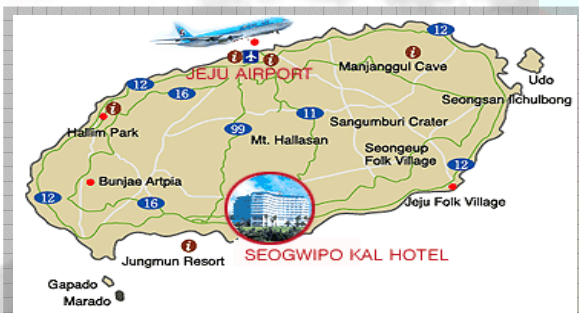 12
Manjanggul Cave
JEJU AIRPORT
Udo
12
16
Seongsan Ilchulbong
Hallim Park
11
Sangumburi Crater
99
Mt. Hallasan
Seongeup
Folk Village
12
Bunjae Artpia
12
16
Jeju Folk Village
SEOGWIPO KAL HOTEL
Jungmun Resort
Gapado
Marado